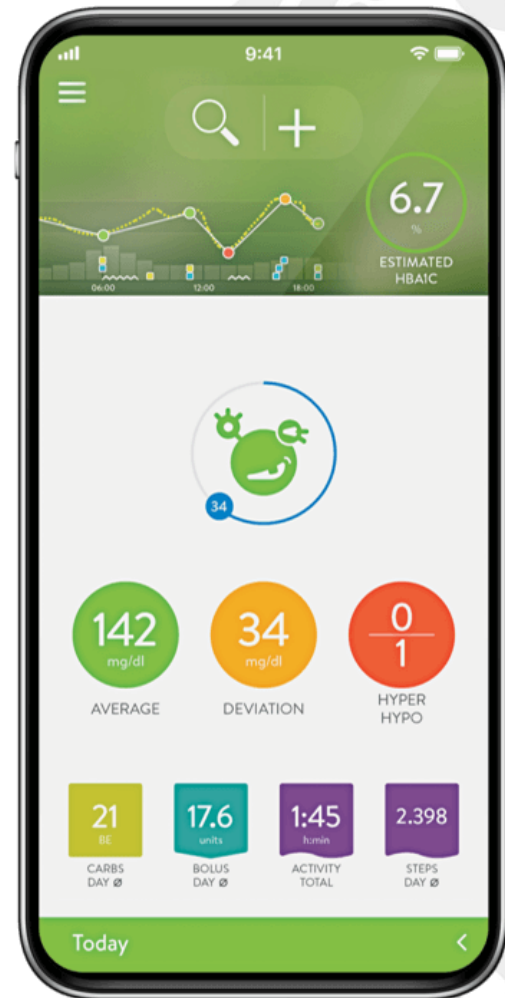 9:41
6.7
%
ESTIMATED
HBA1C
06:00 12:00 18:00
34
142
mg/dl
AVERAGE
34
mg/dl
DEVIATION
0
1
HYPER
HYPO
21
BE
CARBS
DAY Ø
17.6
units
BOLUS
DAY Ø
1:45
h:min
ACTIVITY
TOTAL
2.398
STEPS
DAY Ø
Today